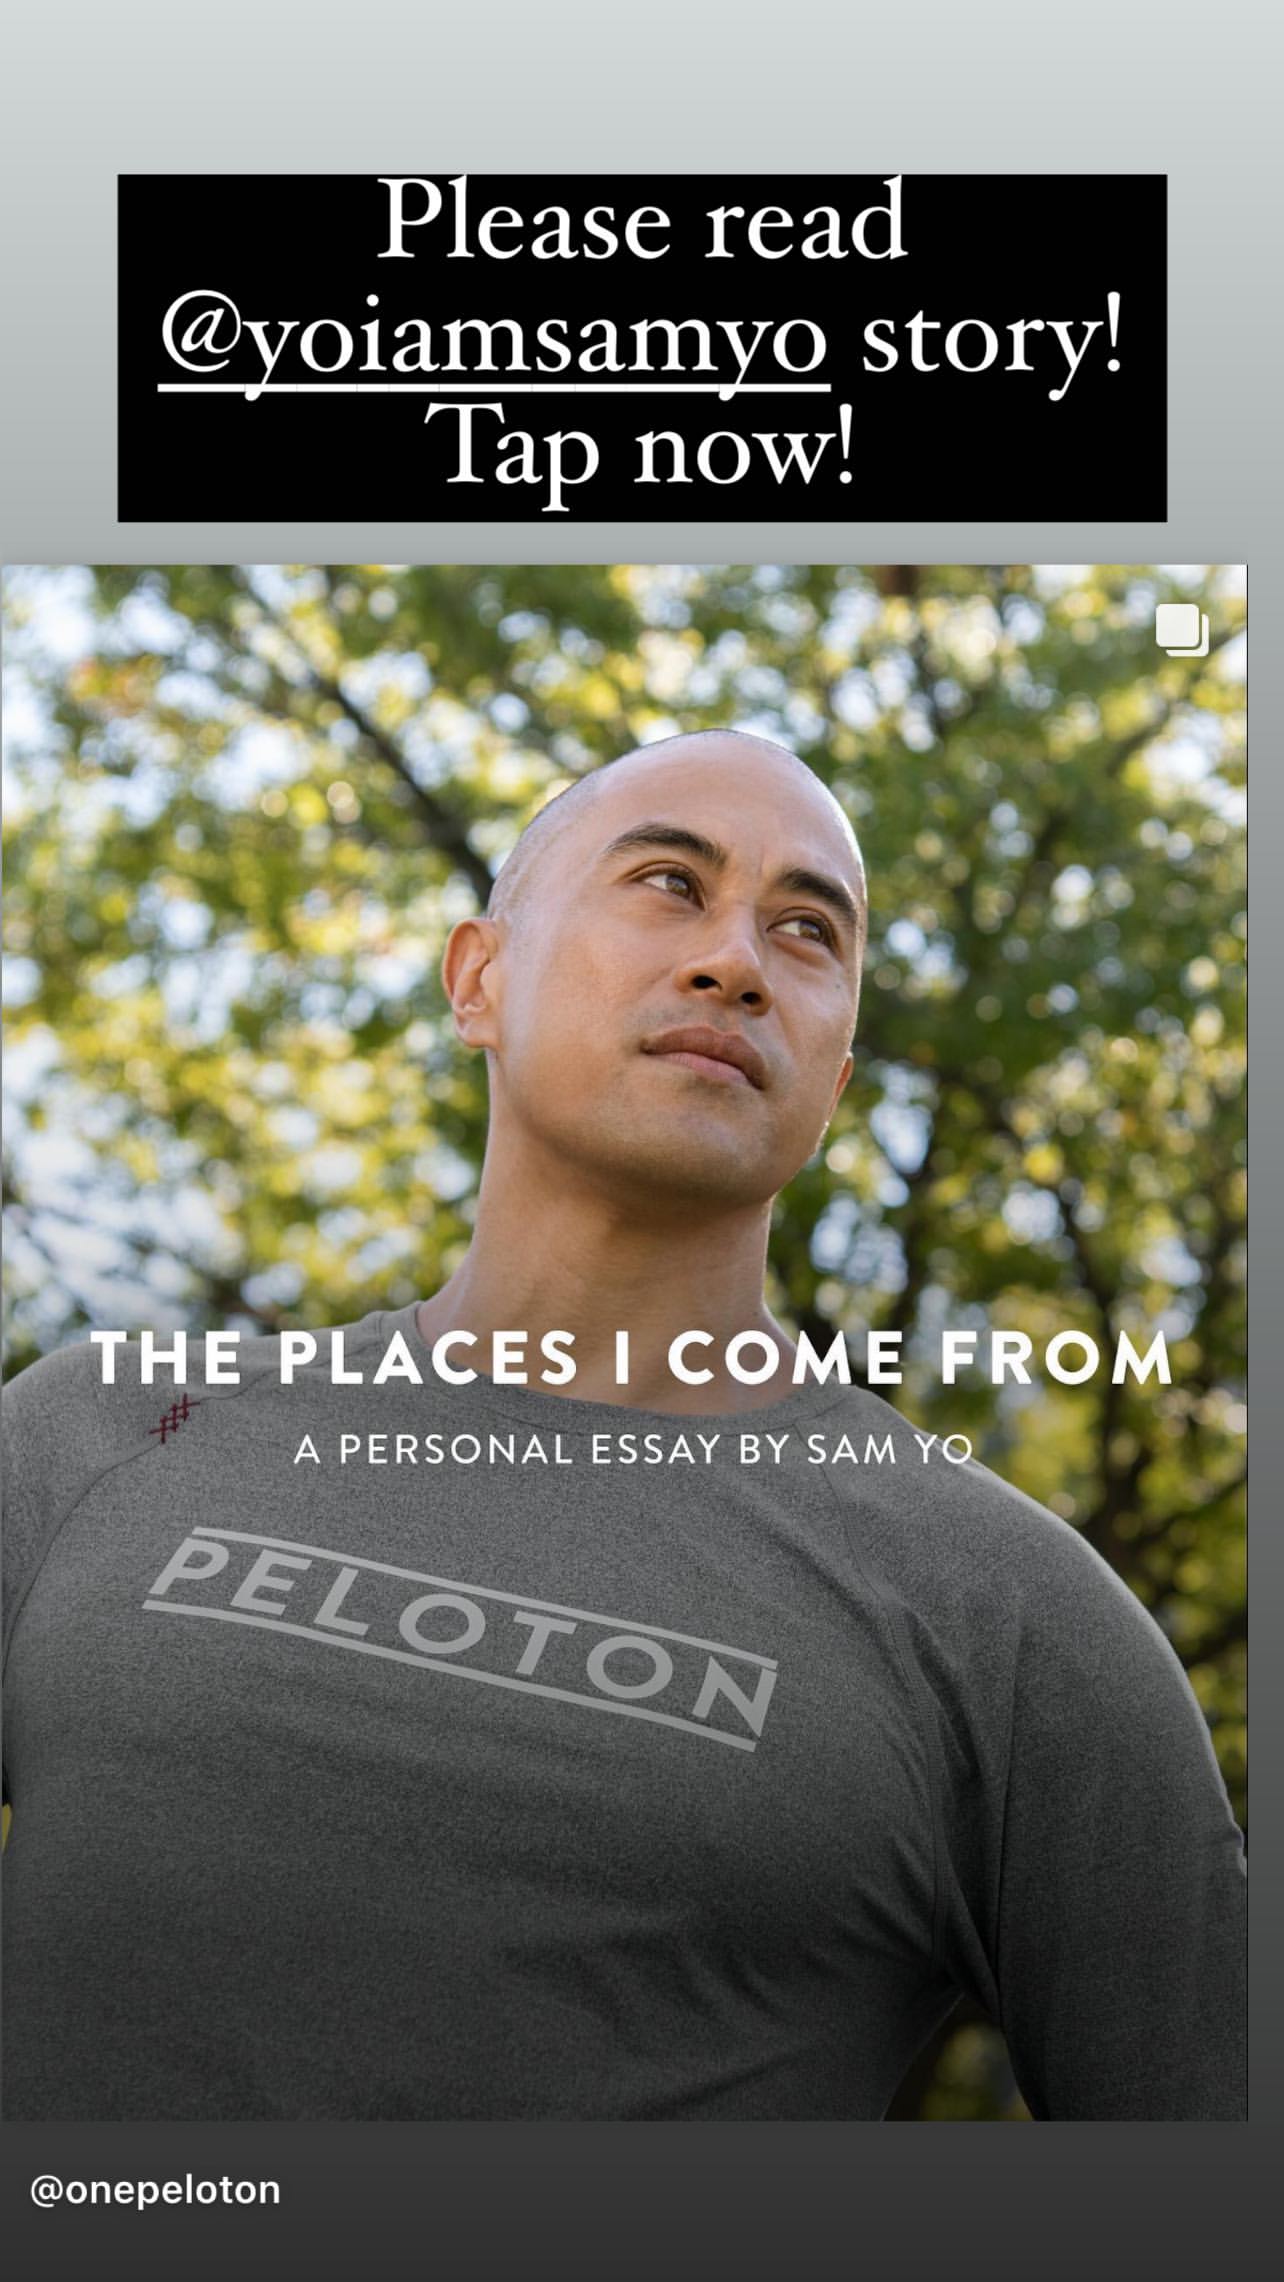 Please read
@yoiamsamyo story!
Tap now!
THE PLACES I COME FROM
A PERSONAL ESSAY BY SAM YO
PELOTON
@onepeloton